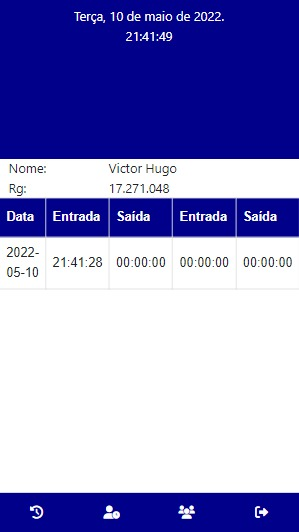 Terça, 10 de maio de 2022.
21:41:49
Nome: Victor Hugo
Rg: 17.271.048
Data Entrada Saída Entrada Saída
2022-05-10 21:41:28 00:00:00 00:00:00 00:00:00